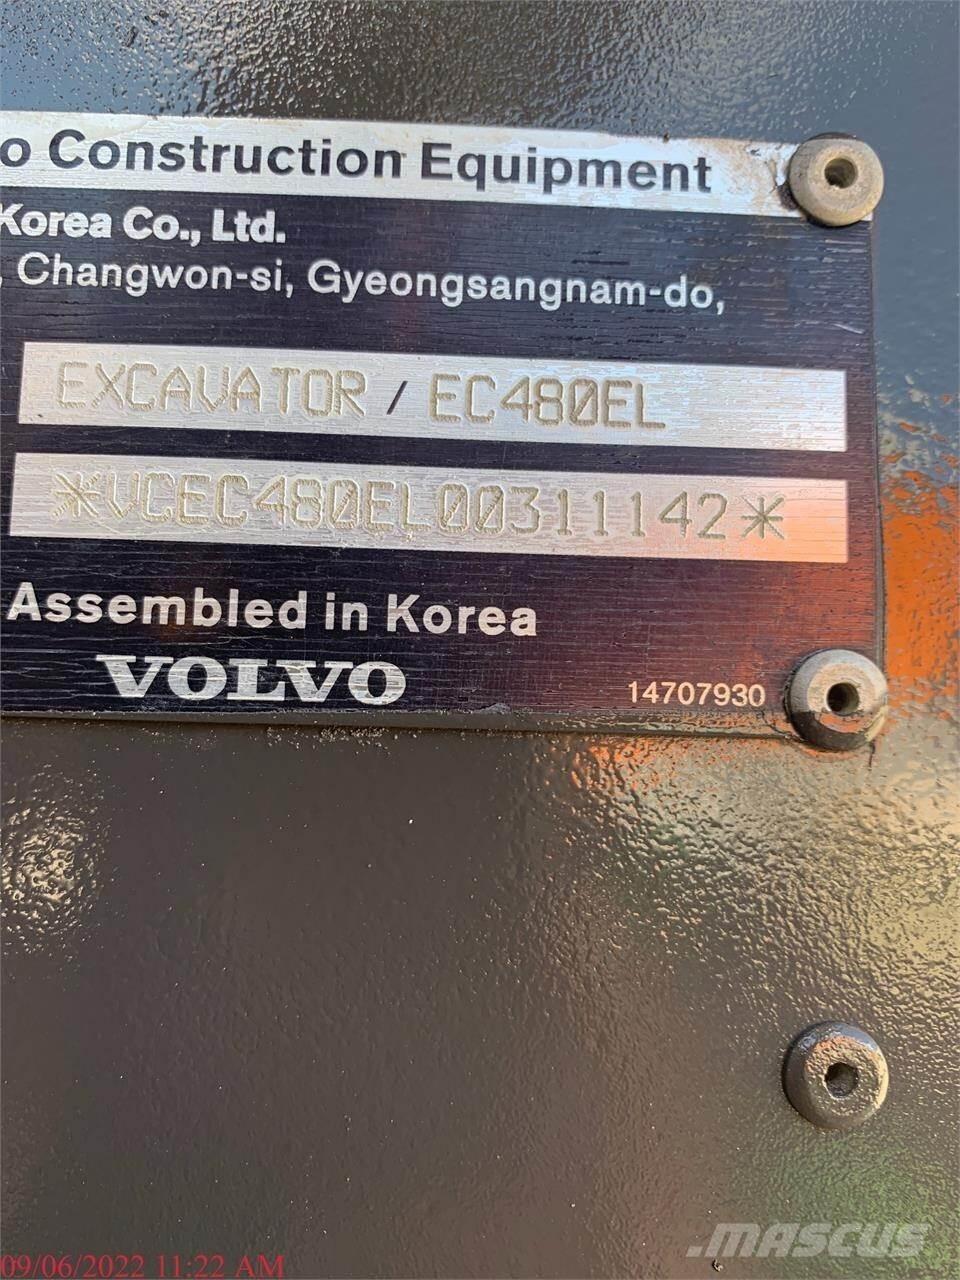 o Construction Equipment
Korea Co., Ltd.
, Changwon-si, Gyeongsangnam-do,
EXCAVATOR / EC480EL
*VCEC480EL00311142*
Assembled in Korea
VOLVO
14707930
.MASCUS
09/06/2022 11:22 AM